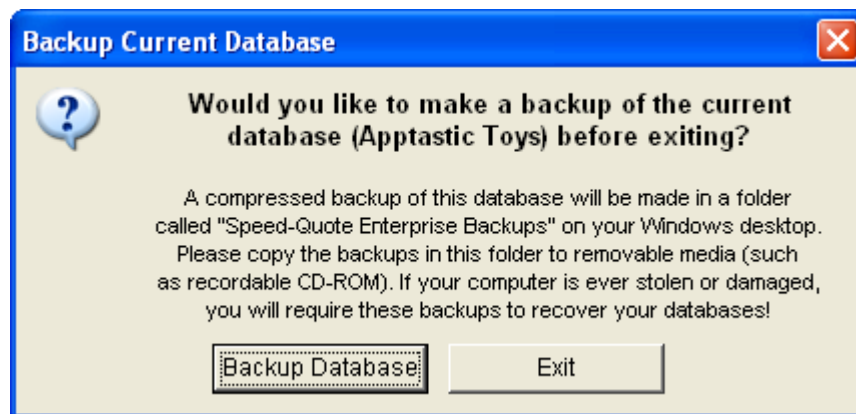 Backup Current Database
Would you like to make a backup of the current
database (Apptastic Toys) before exiting?
A compressed backup of this database will be made in a folder
called "Speed-Quote Enterprise Backups" on your Windows desktop.
Please copy the backups in this folder to removable media (such
as recordable CD-ROM). If your computer is ever stolen or damaged,
you will require these backups to recover your databases!
Backup Database
Exit